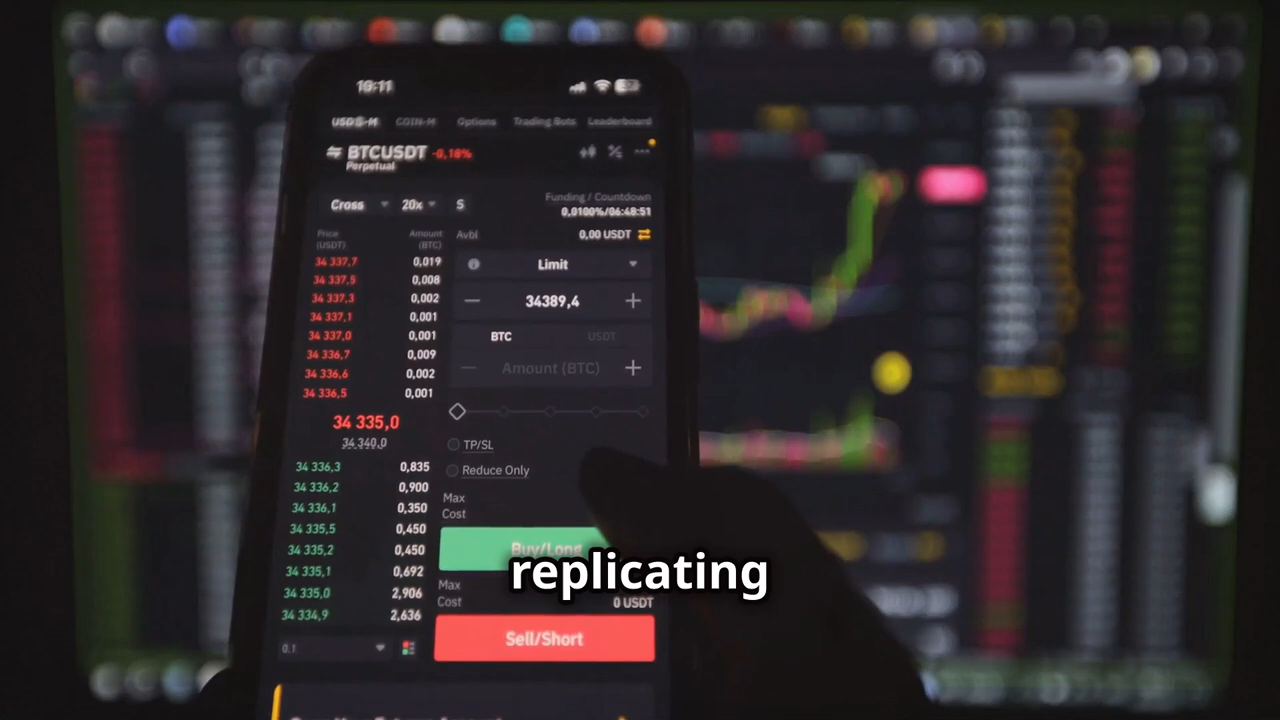 19:11
USDⓈ-M COIN-M Options Trading Bots Leaderboard
BTCUSDT -0,18%
Perpetual
Cross 20x S
Funding / Countdown
0,0100%/06:48:51
Price (USDT) Amount (BTC)
Avbl 0,00 USDT
34 337,7 0,019
34 337,5 0,008
34 337,3 0,002
34 337,1 0,001
34 337,0 0,001
34 336,7 0,009
34 336,6 0,002
34 336,5 0,001
34 335,0
34 340,0
34 336,3 0,835
34 336,2 0,900
34 336,1 0,350
34 335,5 0,450
34 335,2 0,450
34 335,1 0,692
34 335,0 2,906
34 334,9 2,636
0.1
Limit
34389,4
BTC USDT
Amount (BTC)
TP/SL
Reduce Only
Max
Cost
Buy/Long
replicating
Max
Cost 0 USDT
Sell/Short